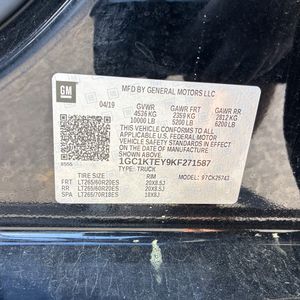 GM
MFD BY GENERAL MOTORS LLC
04/19 GVWR GAWR FRT GAWR RR
4536 KG 2359 KG 2812 KG
10000 LB 5200 LB 6200 LB
THIS VEHICLE CONFORMS TO ALL APPLICABLE U.S. FEDERAL MOTOR VEHICLE SAFETY STANDARDS IN EFFECT ON THE DATE OF MANUFACTURE SHOWN ABOVE.
1GC1KTEY9KF271587
TYPE: TRUCK
TIRE SIZE RIM
FRT LT265/60R20ES 20X8.5J
RR LT265/60R20ES 20X8.5J
SPA LT265/70R18ES 18X8J